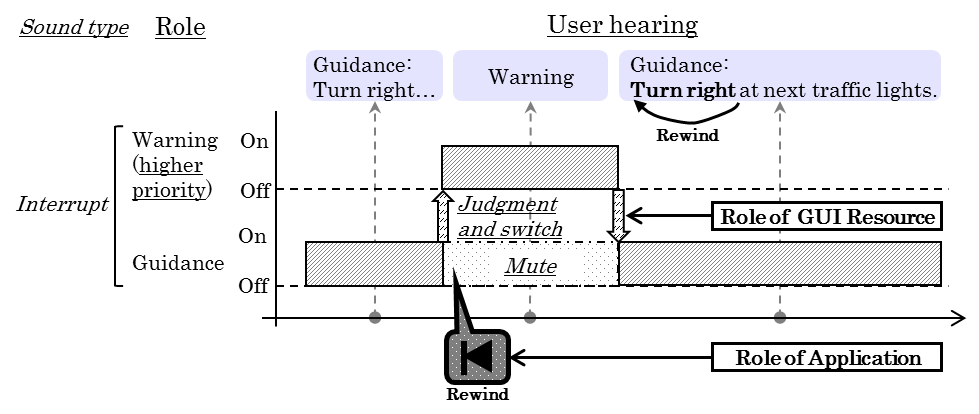 Sound type Role User hearing
Guidance:
Turn right…
Warning
Guidance:
Turn right at next traffic lights.
Rewind
Interrupt
Warning
(higher
priority)
On
Off
Judgment
and switch
Role of GUI Resource
Guidance
On
Off
Mute
Role of Application
Rewind